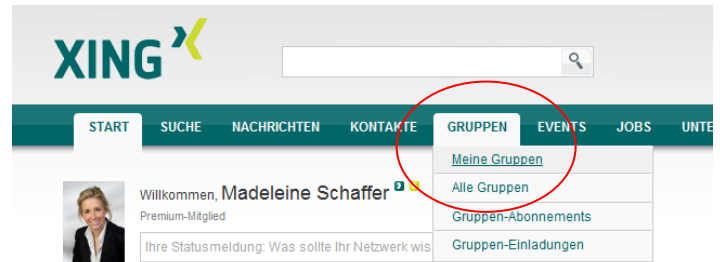 XING
START SUCHE NACHRICHTEN KONTAKTE GRUPPEN EVENTS JOBS UNTE
Meine Gruppen
Alle Gruppen
Gruppen-Abonnements
Gruppen-Einladungen
Willkommen, Madeleine Schaffer
Premium-Mitglied
Ihre Statusmeldung: Was sollte Ihr Netzwerk wis